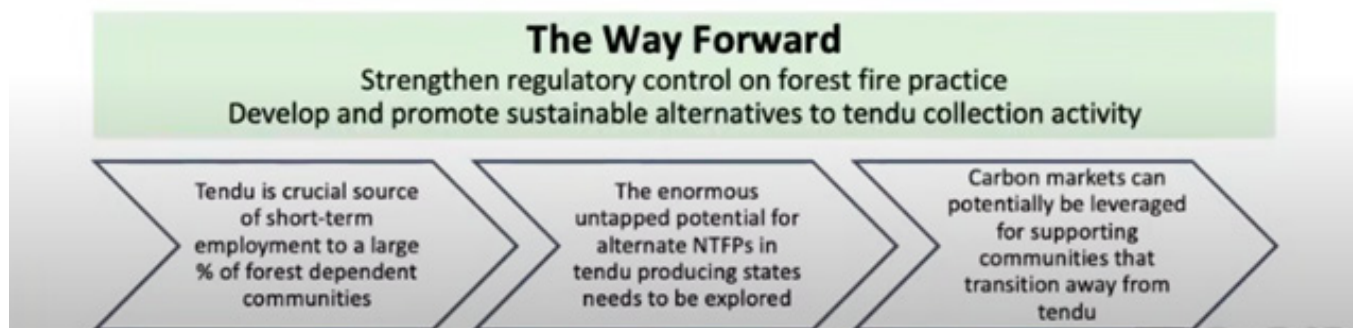 The Way Forward
Strengthen regulatory control on forest fire practice
Develop and promote sustainable alternatives to tendu collection activity
Tendu is crucial source
of short-term
employment to a large
% of forest dependent
communities
The enormous
untapped potential for
alternate NTFPs in
tendu producing states
needs to be explored
Carbon markets can
potentially be leveraged
for supporting
communities that
transition away from
tendu